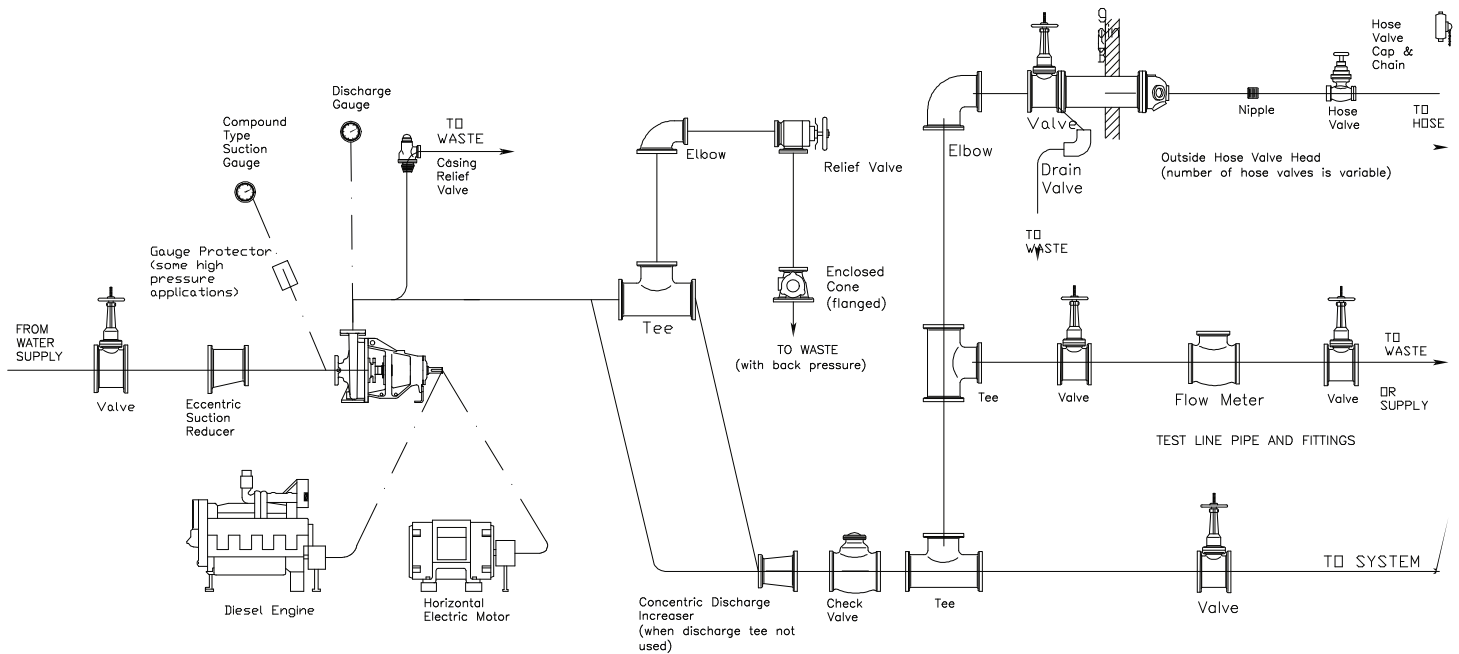 Discharge
Gauge
Compound
Type
Suction
Gauge
TO
WASTE
Casing
Relief
Valve
Gauge Protector
(some high
pressure
applications)
FROM
WATER
SUPPLY
Valve
Eccentric
Suction
Reducer
Diesel Engine
Horizontal
Electric Motor
Elbow
Relief Valve
Tee
Enclosed
Cone
(flanged)
TO WASTE
(with back pressure)
Concentric Discharge
Increaser
(when discharge tee not
used)
Check
Valve
Tee
Elbow
Valve
Drain
Valve
TO
WASTE
Nipple
Hose
Valve
Hose
Valve
Cap &
Chain
TO
HOSE
Outside Hose Valve Head
(number of hose valves is variable)
Tee
Valve
Flow Meter
Valve
TO
WASTE
OR
SUPPLY
TEST LINE PIPE AND FITTINGS
Valve
TO SYSTEM